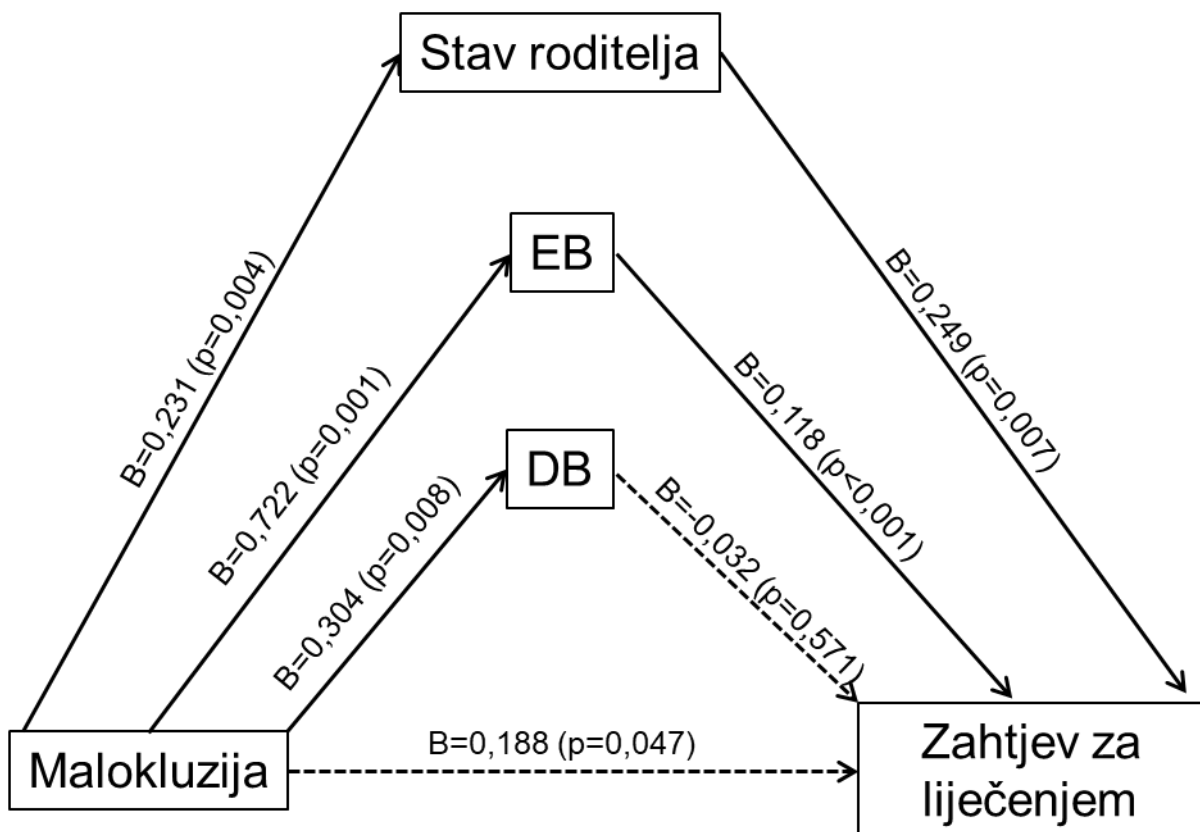 Stav roditelja
B=0,231 (p=0,004)
B=0,249 (p=0,007)
EB
B=0,722 (p=0,001)
B=0,118 (p<0,001)
DB
B=0,304 (p=0,008)
B=-0,032 (p=0,571)
B=0,188 (p=0,047)
Malokluzija
Zahtjev za
liječenjem